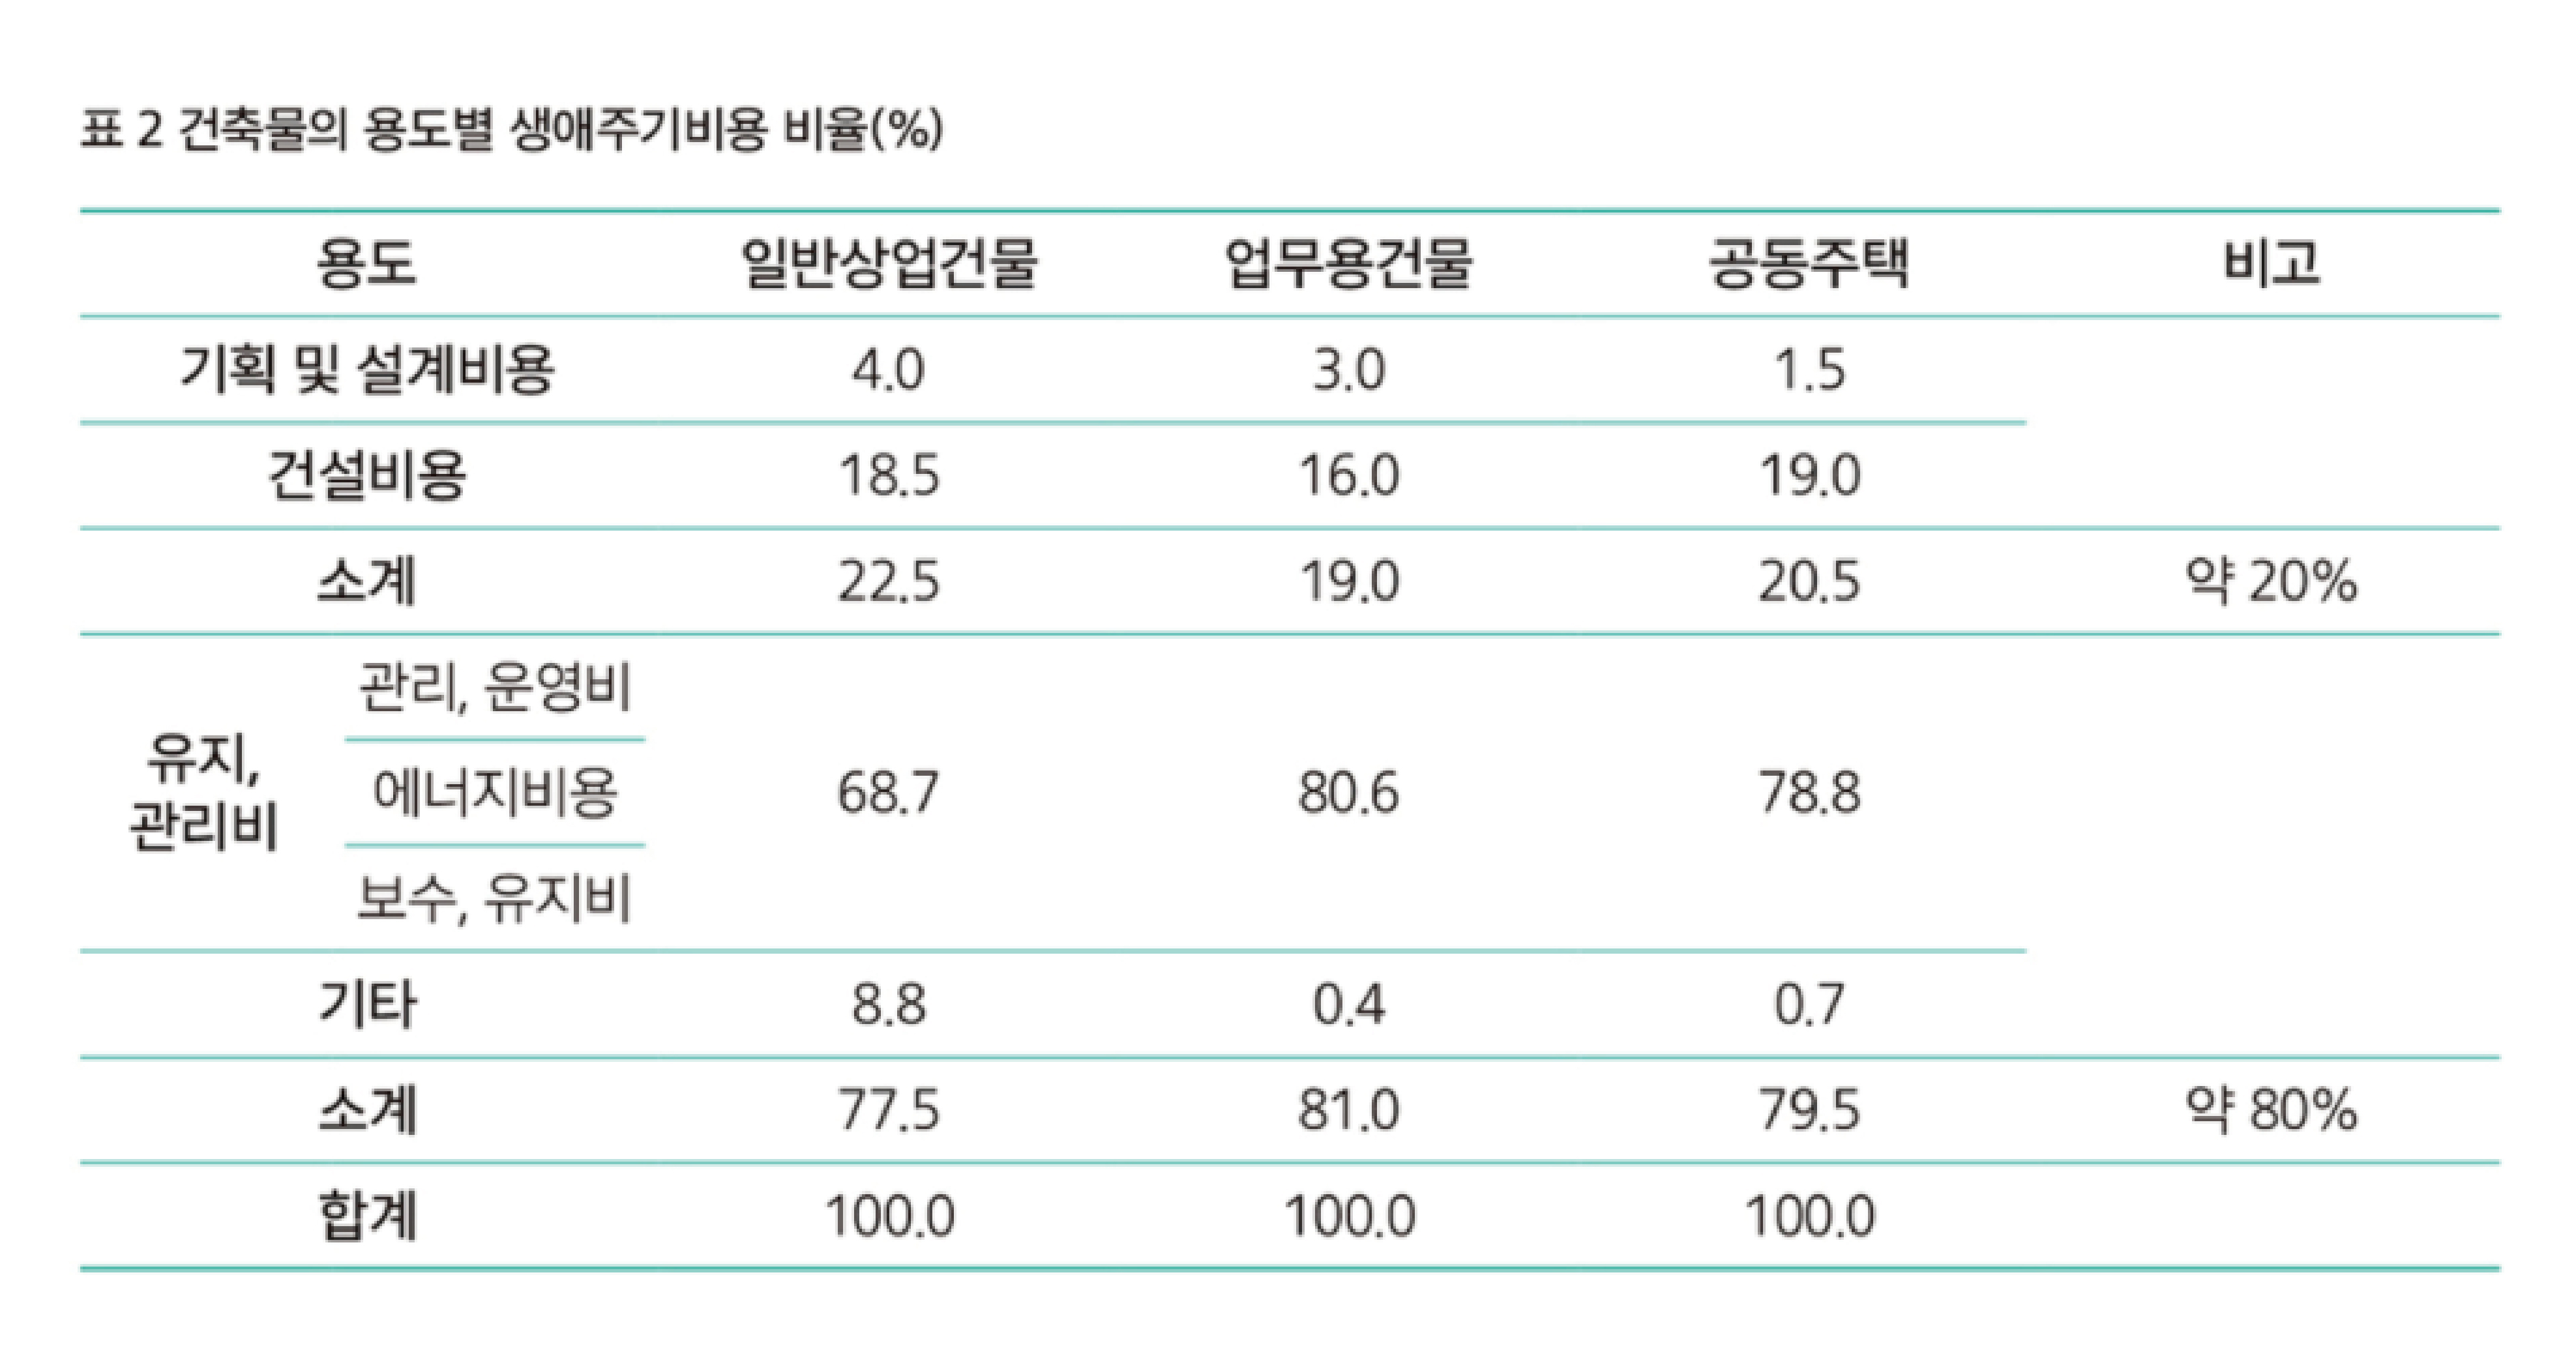 표 2 건축물의 용도별 생애주기비용 비율(%)
용도 일반상업건물 업무용건물 공동주택 비고
기획 및 설계비용 4.0 3.0 1.5
건설비용 18.5 16.0 19.0
소계 22.5 19.0 20.5 약 20%
유지,
관리비
관리, 운영비
에너지비용 68.7 80.6 78.8
보수, 유지비
기타 8.8 0.4 0.7
소계 77.5 81.0 79.5 약 80%
합계 100.0 100.0 100.0